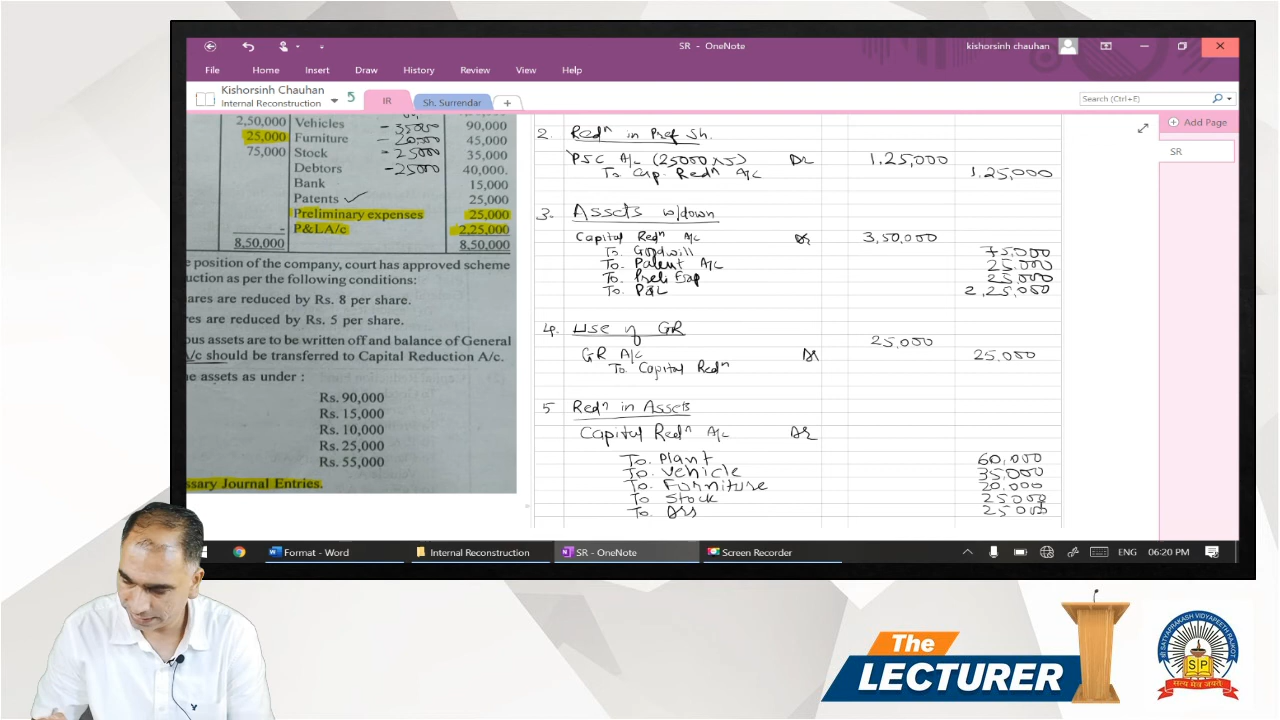 SR - OneNote
kishorsinh chauhan
File Home Insert Draw History Review View Help
Kishorsinh Chauhan
Internal Reconstruction
IR
Sh. Surrendar
+
Search (Ctrl+E)
Add Page
SR
2,50,000 Vehicles - 35000 90,000
25,000 Furniture - 20000 45,000
75,000 Stock - 25000 35,000
Debtors - 25000 40,000.
Bank 15,000
Patents ✓ 25,000
Preliminary expenses 25,000
- P&LA/c 2,25,000
8,50,000 8,50,000
e position of the company, court has approved scheme
uction as per the following conditions:
ares are reduced by Rs. 8 per share.
res are reduced by Rs. 5 per share.
ous assets are to be written off and balance of General
A/c should be transferred to Capital Reduction A/c.
ne assets as under :
Rs. 90,000
Rs. 15,000
Rs. 10,000
Rs. 25,000
Rs. 55,000
ssary Journal Entries.
2. Redn in Pref Sh.
PSC A/c (25000 x 5) Dr 1,25,000
To Cap. Redn A/c 1,25,000
3. Assets w/down
Capital Redn A/c Dr 3,50,000
To Goodwill 75,000
To Patent A/c 25,000
To Preli Exp 25,000
To P&L 2,25,000
4. Use of GR
GR A/c Dr 25,000
To Capital Redn 25,000
5 Redn in Assets
Capital Redn A/c Dr
To Plant 60,000
To Vehicle 35,000
To Furniture 20,000
To Stock 25000
To Drs 25000
Format - Word
Internal Reconstruction
SR - OneNote
Screen Recorder
ENG
06:20 PM
The
LECTURER
SP
सत्यं मेव जयते